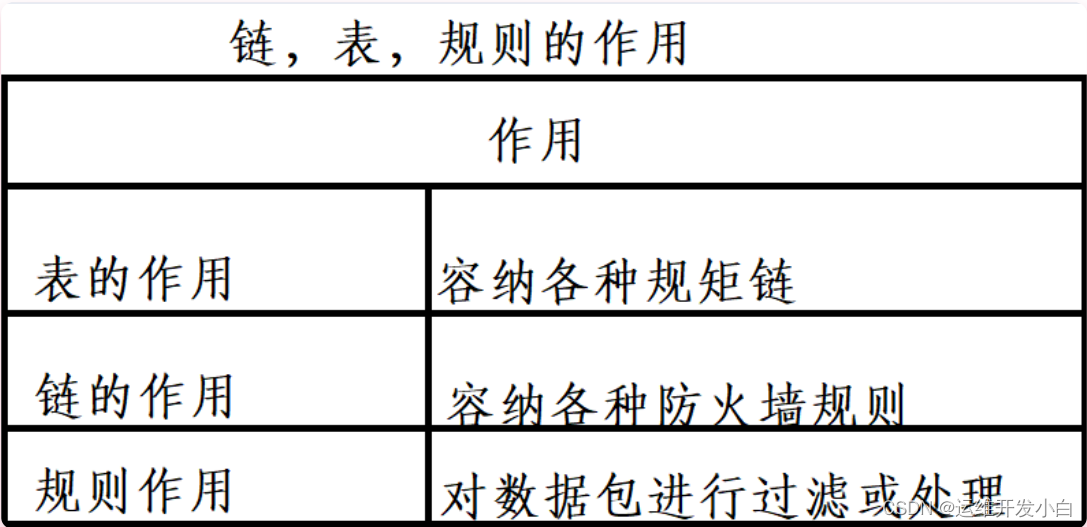 链，表，规则的作用
作用
表的作用
容纳各种规矩链
链的作用
容纳各种防火墙规则
规则作用
对数据包进行过滤或处理
CSDN @运维开发小白